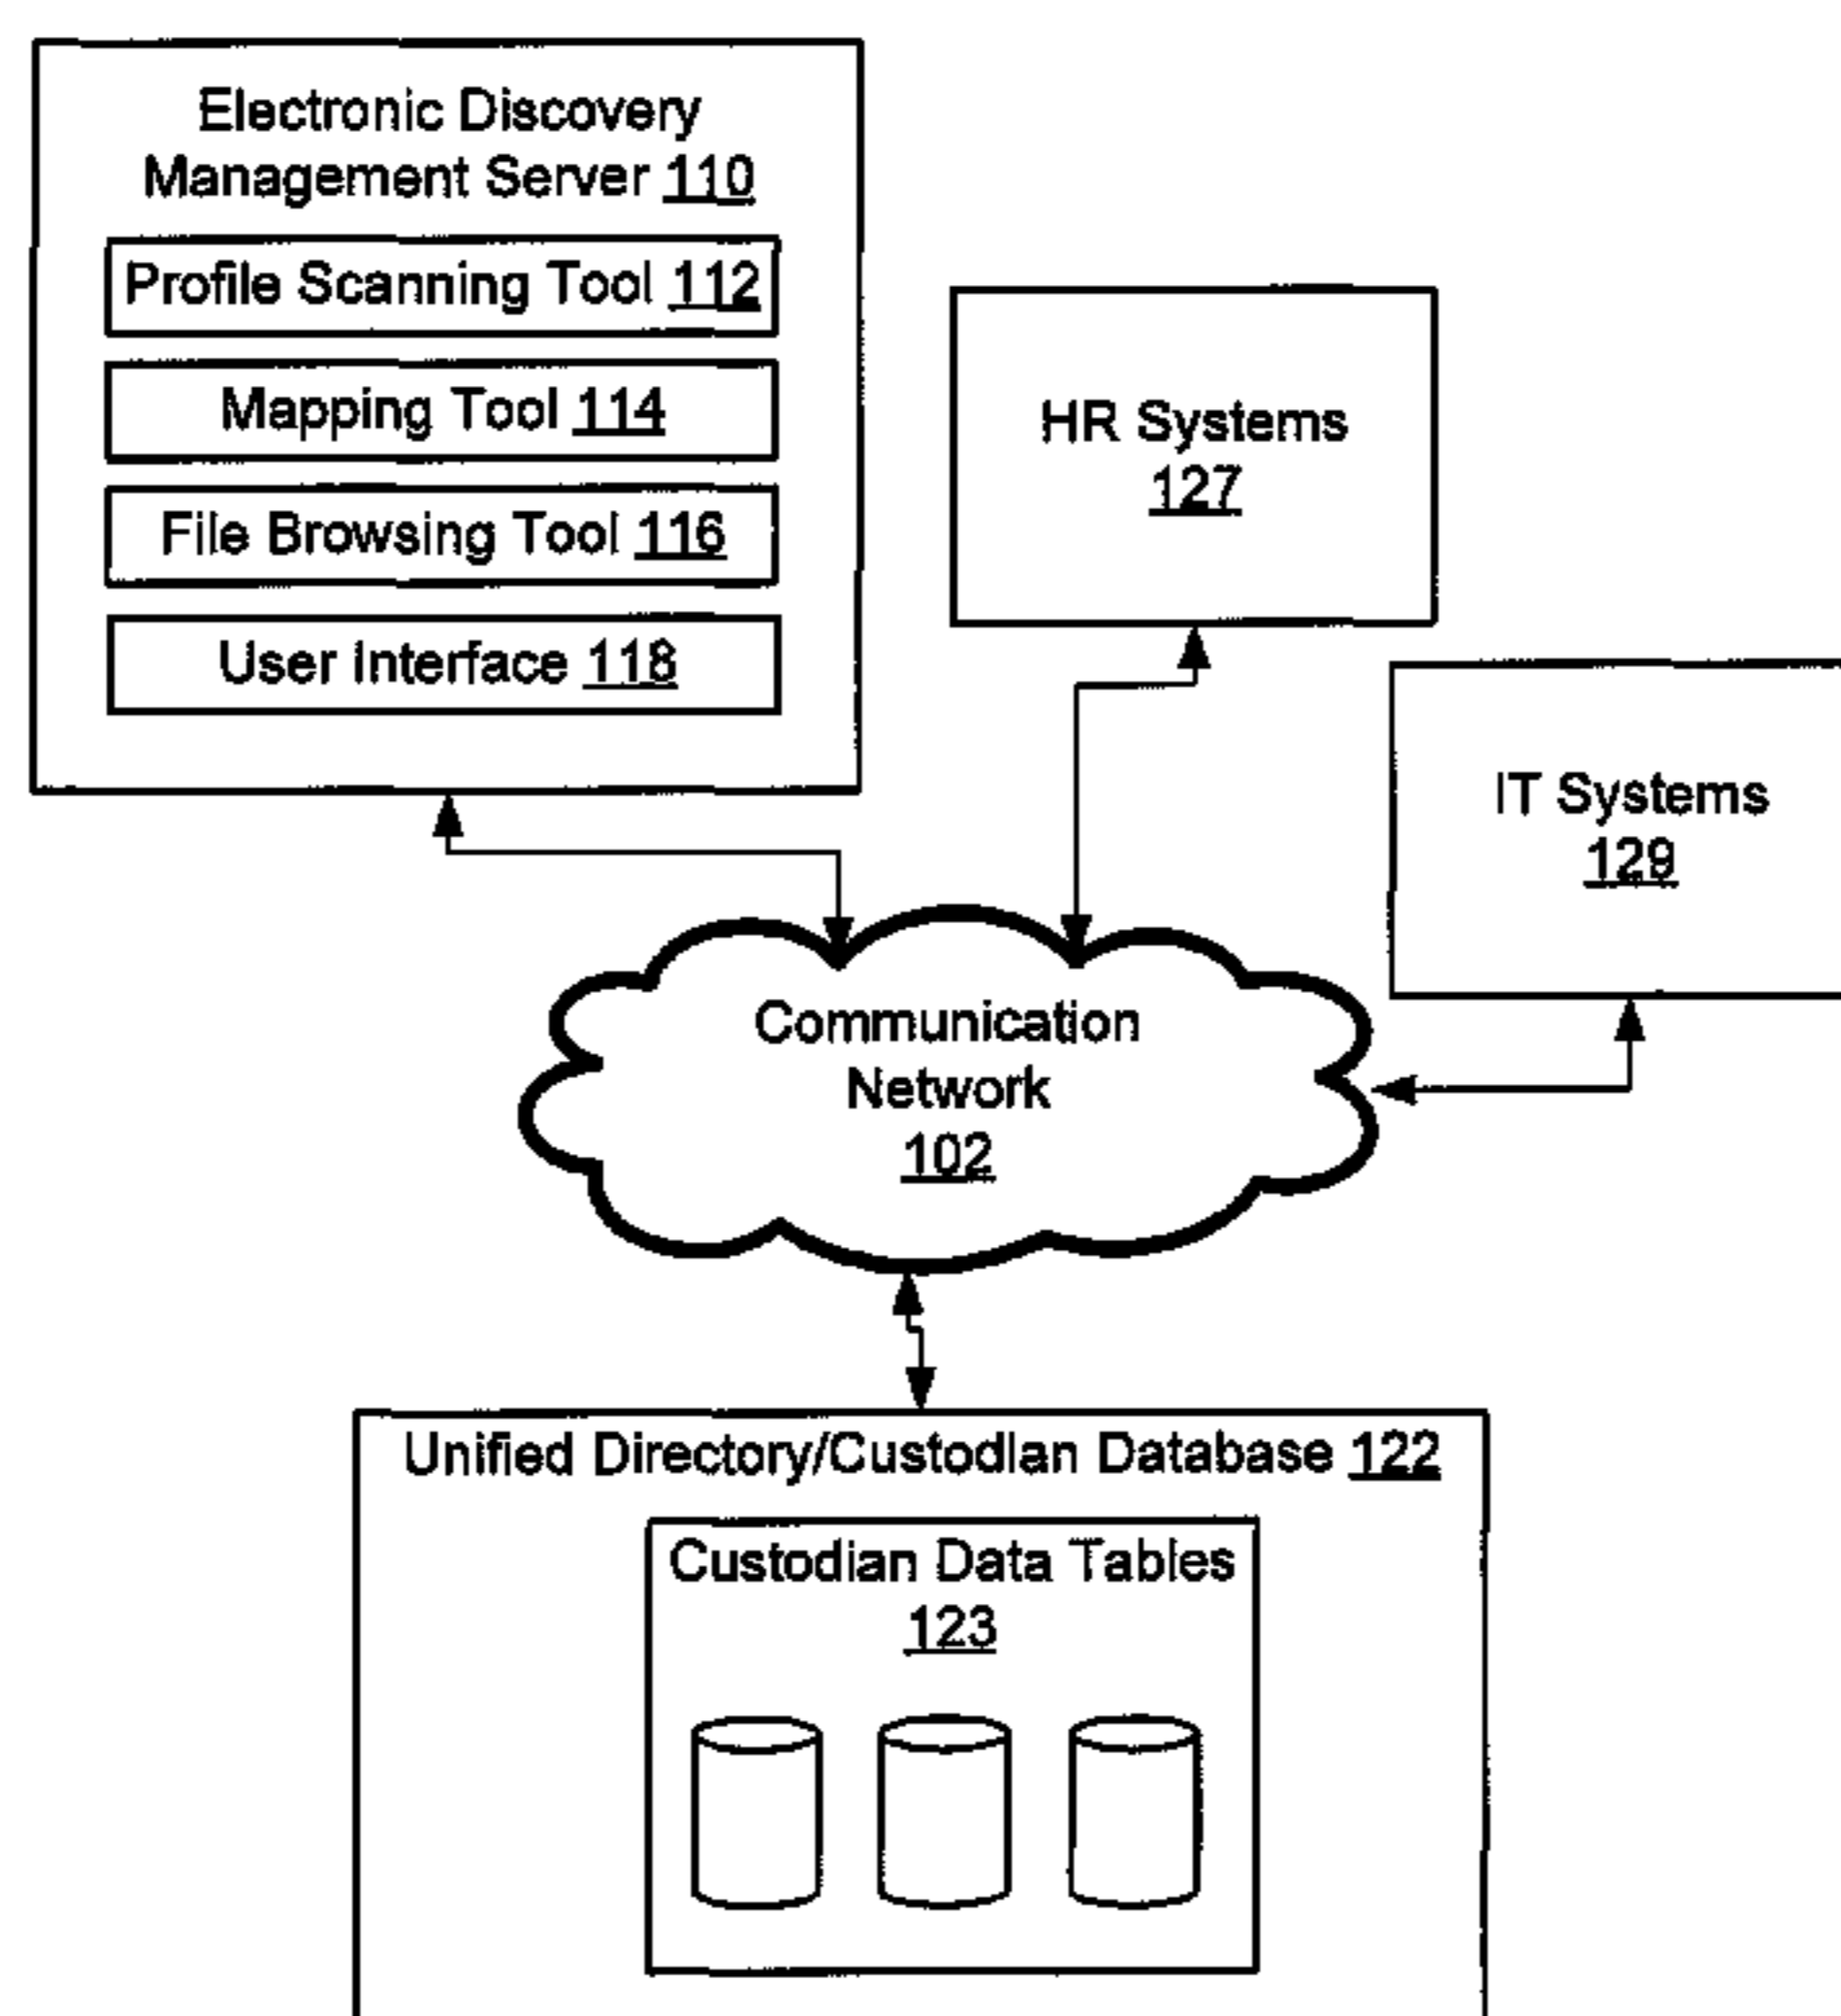 Electronic Discovery
Management Server 110
Profile Scanning Tool 112
Mapping Tool 114
File Browsing Tool 116
User Interface 118
HR Systems
127
IT Systems
129
Communication
Network
102
Unified Directory/Custodian Database 122
Custodian Data Tables
123